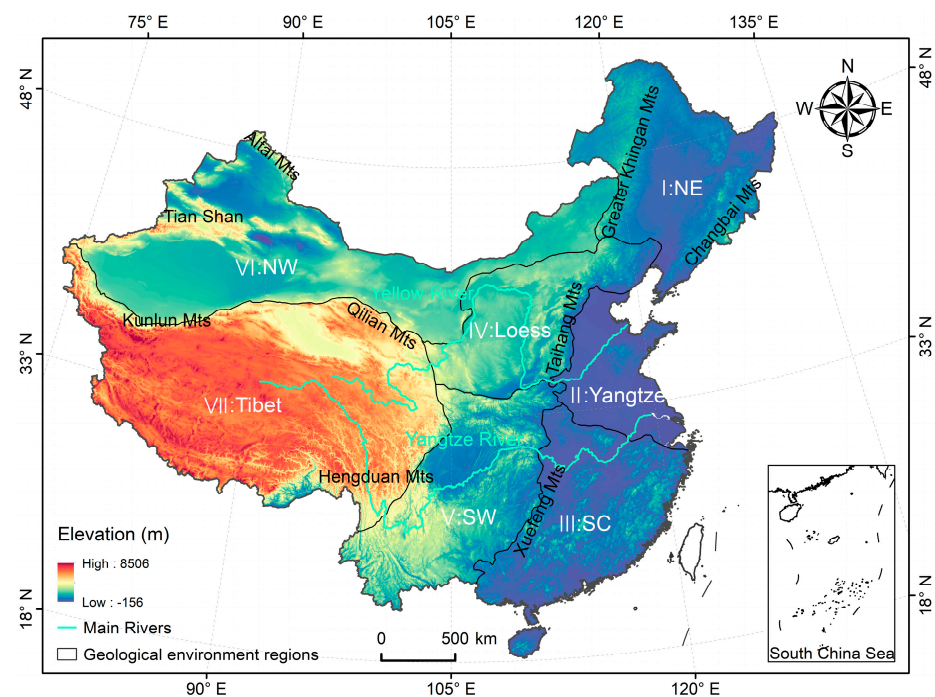 75° E 90° E 105° E 120° E 135° E
48° N
48° N
N
W E
S
Altai Mts
Greater Khingan Mts
I:NE
Changbai Mts
Tian Shan
VI:NW
Yellow River
Kunlun Mts
Qilian Mts
IV:Loess
Taihang Mts
33° N
33° N
VII:Tibet
II:Yangtze
Yangtze River
Hengduan Mts
V:SW
Xuefeng Mts
III:SC
Elevation (m)
High : 8506
Low : -156
Main Rivers
Geological environment regions
0 500 km
18° N
18° N
South China Sea
90° E 105° E 120° E